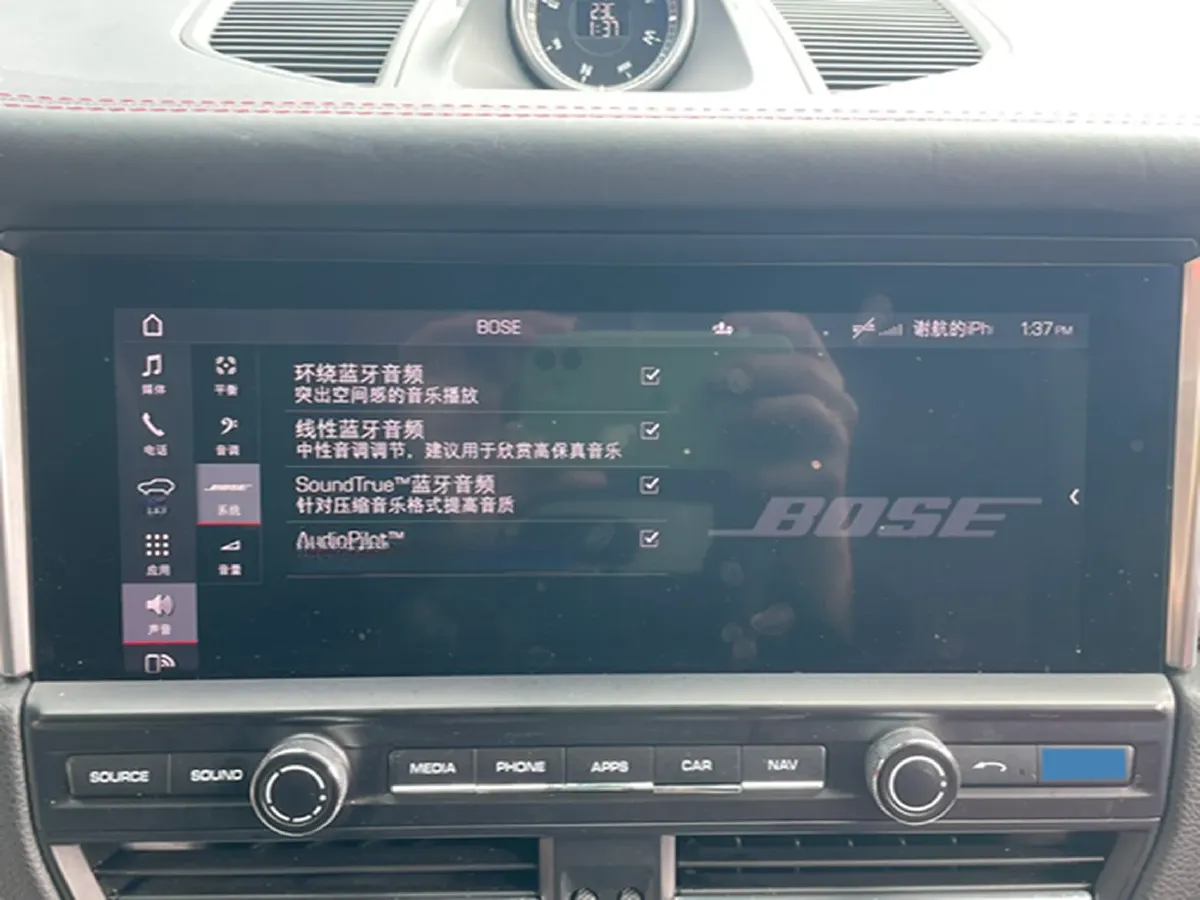 23C
1:37
BOSE
谢航的iPh
1:37 PM
媒体
平衡
环绕蓝牙音频
突出空间感的音乐播放
电话
音调
线性蓝牙音频
中性音调调节，建议用于欣赏高保真音乐
BOSE
系统
SoundTrue™蓝牙音频
针对压缩音乐格式提高音质
BOSE
应用
音量
AudioPilot™
声音
SOURCE
SOUND
MEDIA
PHONE
APPS
CAR
NAV